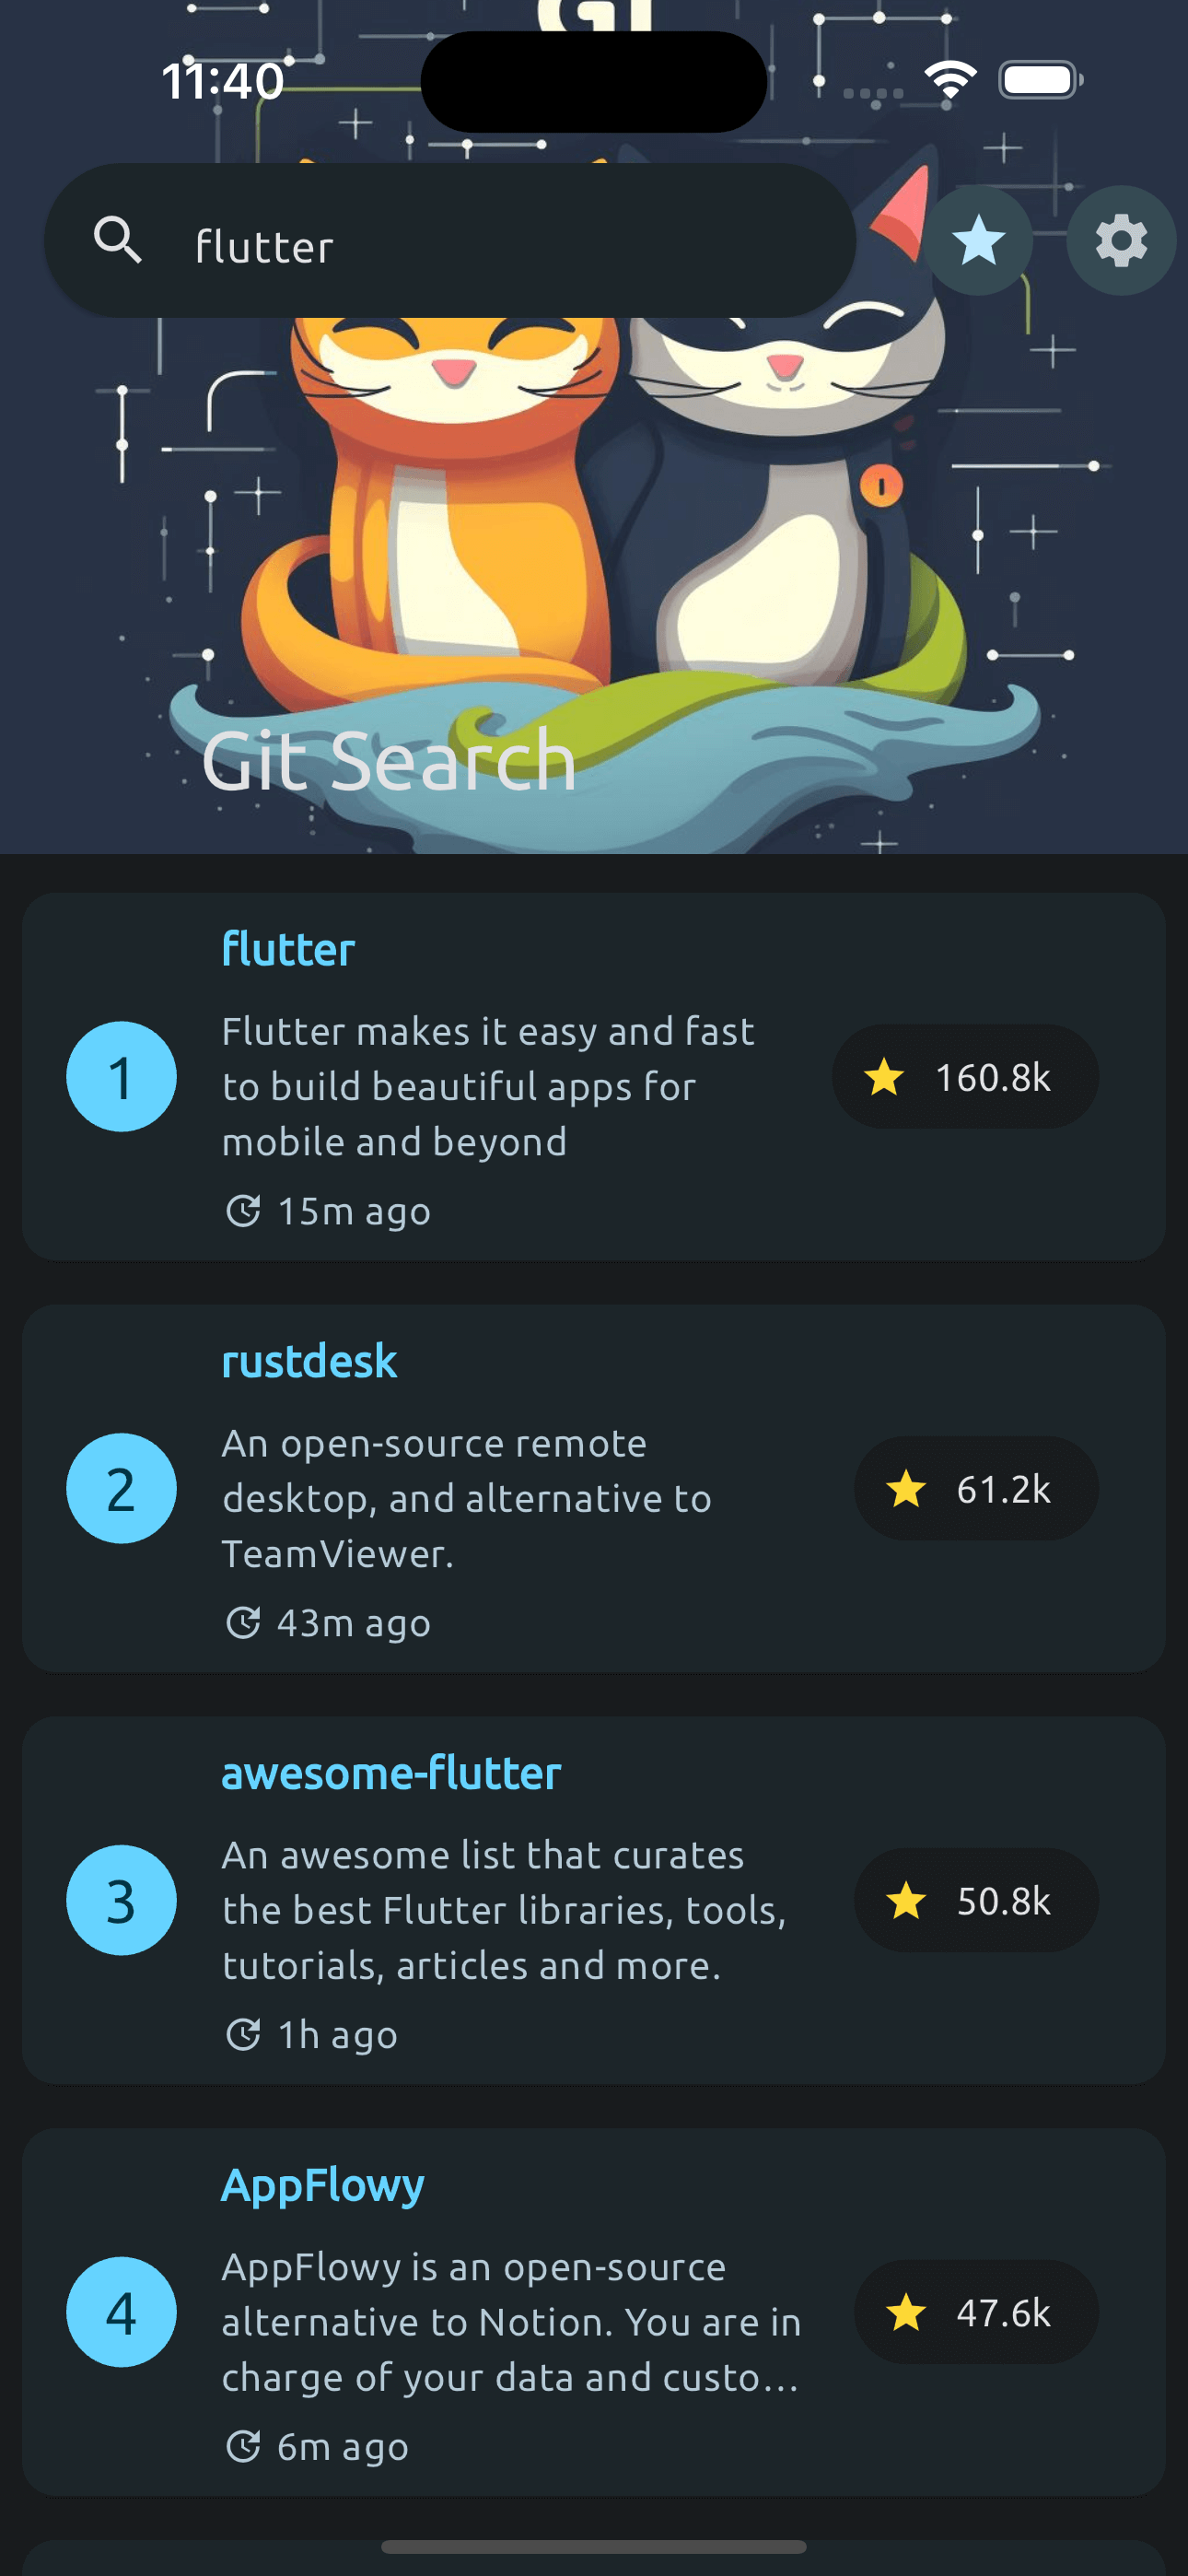 GI
11:40
flutter
Git Search
flutter
1
Flutter makes it easy and fast
to build beautiful apps for
mobile and beyond
160.8k
15m ago
rustdesk
2
An open-source remote
desktop, and alternative to
TeamViewer.
61.2k
43m ago
awesome-flutter
3
An awesome list that curates
the best Flutter libraries, tools,
tutorials, articles and more.
50.8k
1h ago
AppFlowy
4
AppFlowy is an open-source
alternative to Notion. You are in
charge of your data and custo...
47.6k
6m ago